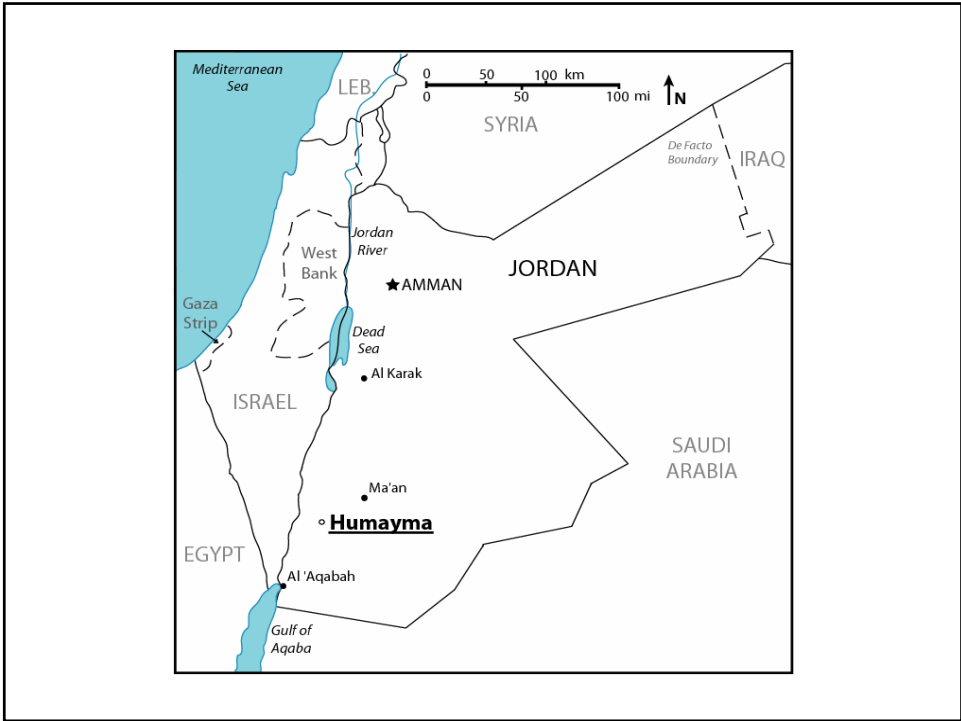 Mediterranean
Sea
LEB.
0 50 100 km
0 50 100 mi
N
SYRIA
De Facto
Boundary
IRAQ
Jordan
River
West
Bank
JORDAN
AMMAN
Gaza
Strip
Dead
Sea
Al Karak
ISRAEL
SAUDI
ARABIA
Ma'an
Humayma
EGYPT
Al 'Aqabah
Gulf of
Aqaba